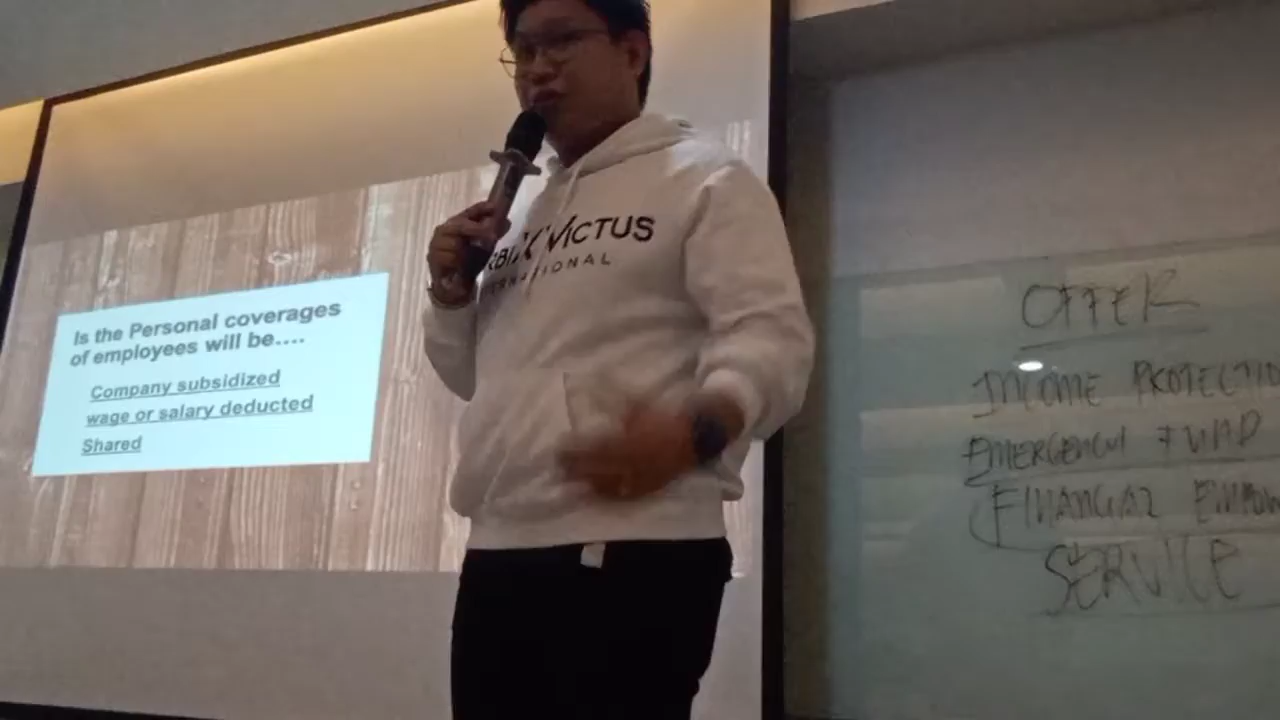 Is the Personal coverages
of employees will be....
Company subsidized
wage or salary deducted
Shared
VICTUS
OFFER
INCOME PROTECTIO
EMERGENCY FUND
FINANCIAL
SERVICE